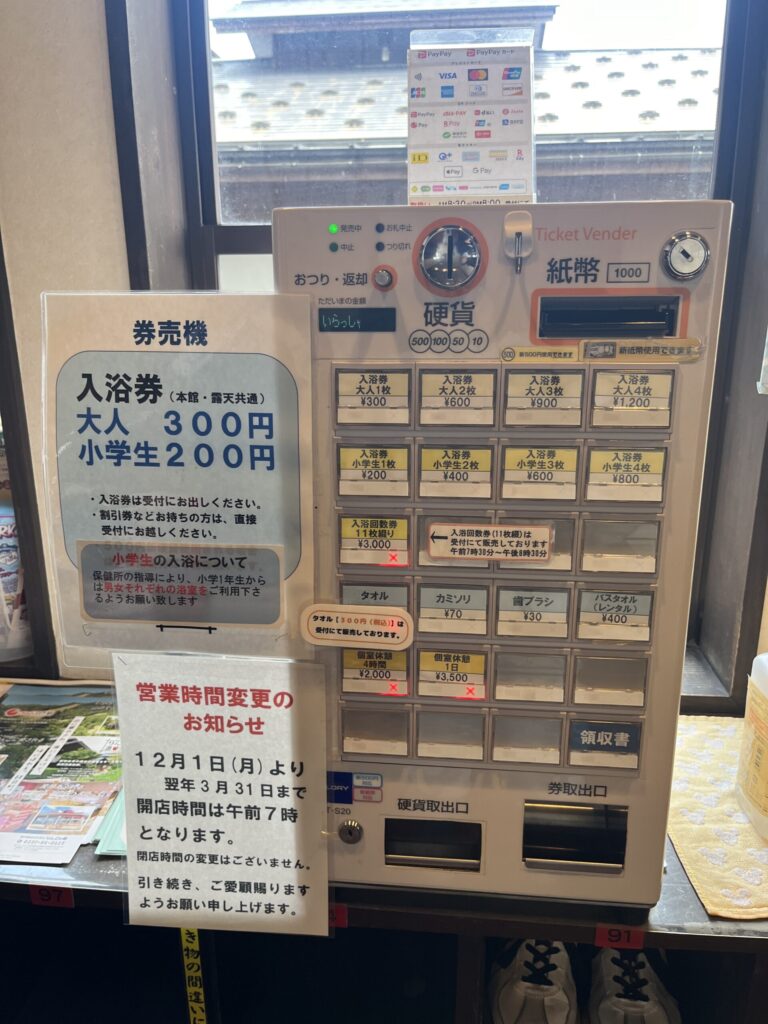 PayPay PayPay カード
VISA
PayPay
iD
Apple Pay
G Pay
発売中
お札中止
中止
つり切れ
おつり・返却
ただいまの金額
いらっしゃ
硬貨
500 100 50 10
Ticket Vender
紙幣 1000
新紙幣使用できます
入浴券
大人1枚
¥300
入浴券
大人2枚
¥600
入浴券
大人3枚
¥900
入浴券
大人4枚
¥1,200
入浴券
小学生1枚
¥200
入浴券
小学生2枚
¥400
入浴券
小学生3枚
¥600
入浴券
小学生4枚
¥800
入浴回数券
11枚綴り
¥3,000
×
入浴回数券(11枚綴)は
受付にて販売しております
午前7時30分~午後8時30分
タオル
カミソリ
¥70
歯ブラシ
¥30
バスタオル
(レンタル)
¥400
タオル【300円(税込)】は
受付にて販売しております。
個室休憩
4時間
¥2,000
×
個室休憩
1日
¥3,500
×
領収書
GLORY
T-S20
硬貨取出口
券取出口
券売機
入浴券(本館・露天共通)
大人 300円
小学生200円
・入浴券は受付にお出しください。
・割引券などお持ちの方は、直接
受付にお越しください。
小学生の入浴について
保健所の指導により、小学1年生から
は男女それぞれの浴室をご利用下さ
るようお願い致します
営業時間変更の
お知らせ
12月1日(月)より
翌年3月31日まで
開店時間は午前7時
となります。
閉店時間の変更はございません。
引き続き、ご愛顧賜ります
ようお願い申し上げます。
97
91
き物の間違いに